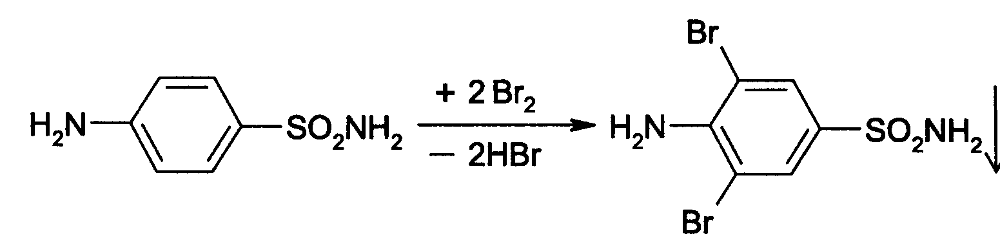 Br
H₂N
SO₂NH₂
+ 2 Br₂
− 2HBr
H₂N
SO₂NH₂
Br